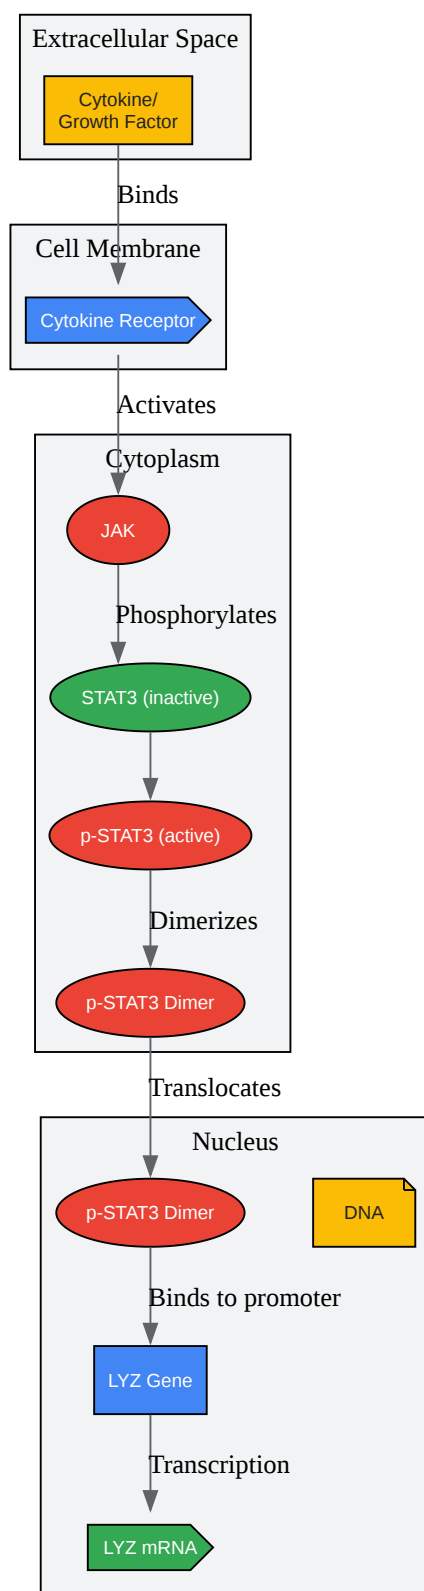 Extracellular Space
Cytokine/
Growth Factor
Binds
Cell Membrane
Cytokine Receptor
Activates
Cytoplasm
JAK
Phosphorylates
STAT3 (inactive)
p-STAT3 (active)
Dimerizes
p-STAT3 Dimer
Translocates
Nucleus
p-STAT3 Dimer
DNA
Binds to promoter
LYZ Gene
Transcription
LYZ mRNA